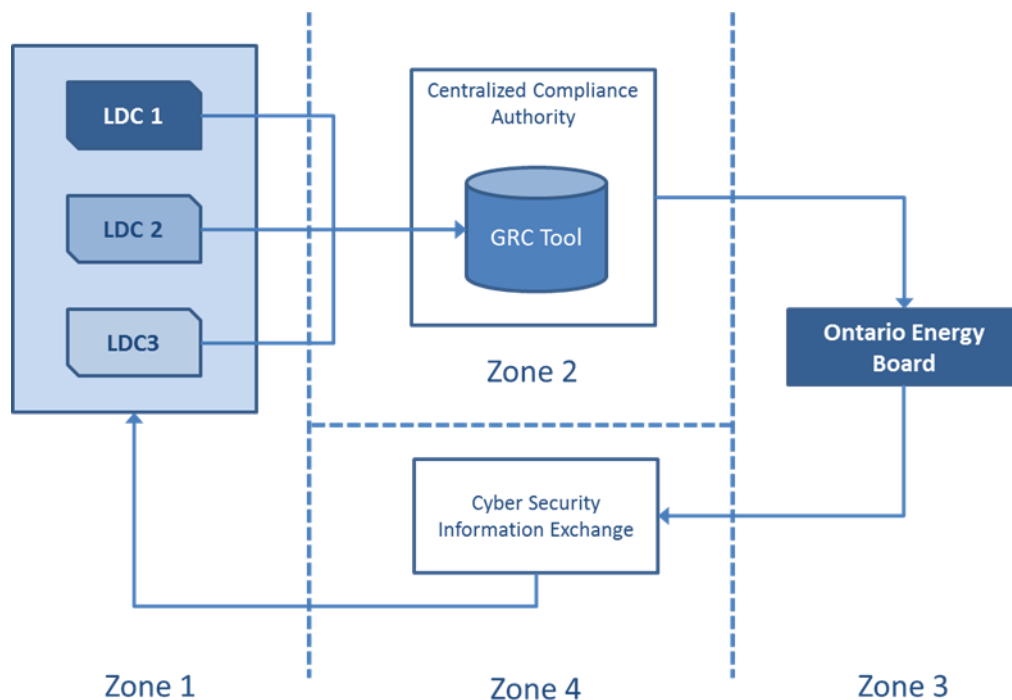 LDC 1
LDC 2
LDC3
Zone 1
Centralized Compliance
Authority
GRC Tool
Zone 2
Ontario Energy
Board
Zone 3
Cyber Security
Information Exchange
Zone 4